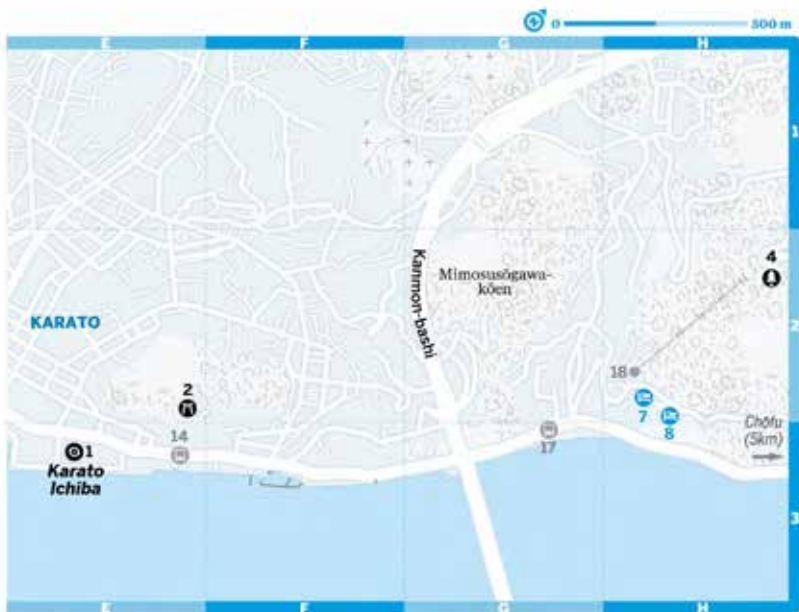 0 500 m
E F G H
1
4
Kanmon-bashi
Mimosusōgawa-
kōen
KARATO
2
18
2
7
8
Chōfu
(5km)
14
17
1
Karato
Ichiba
3
E F G H